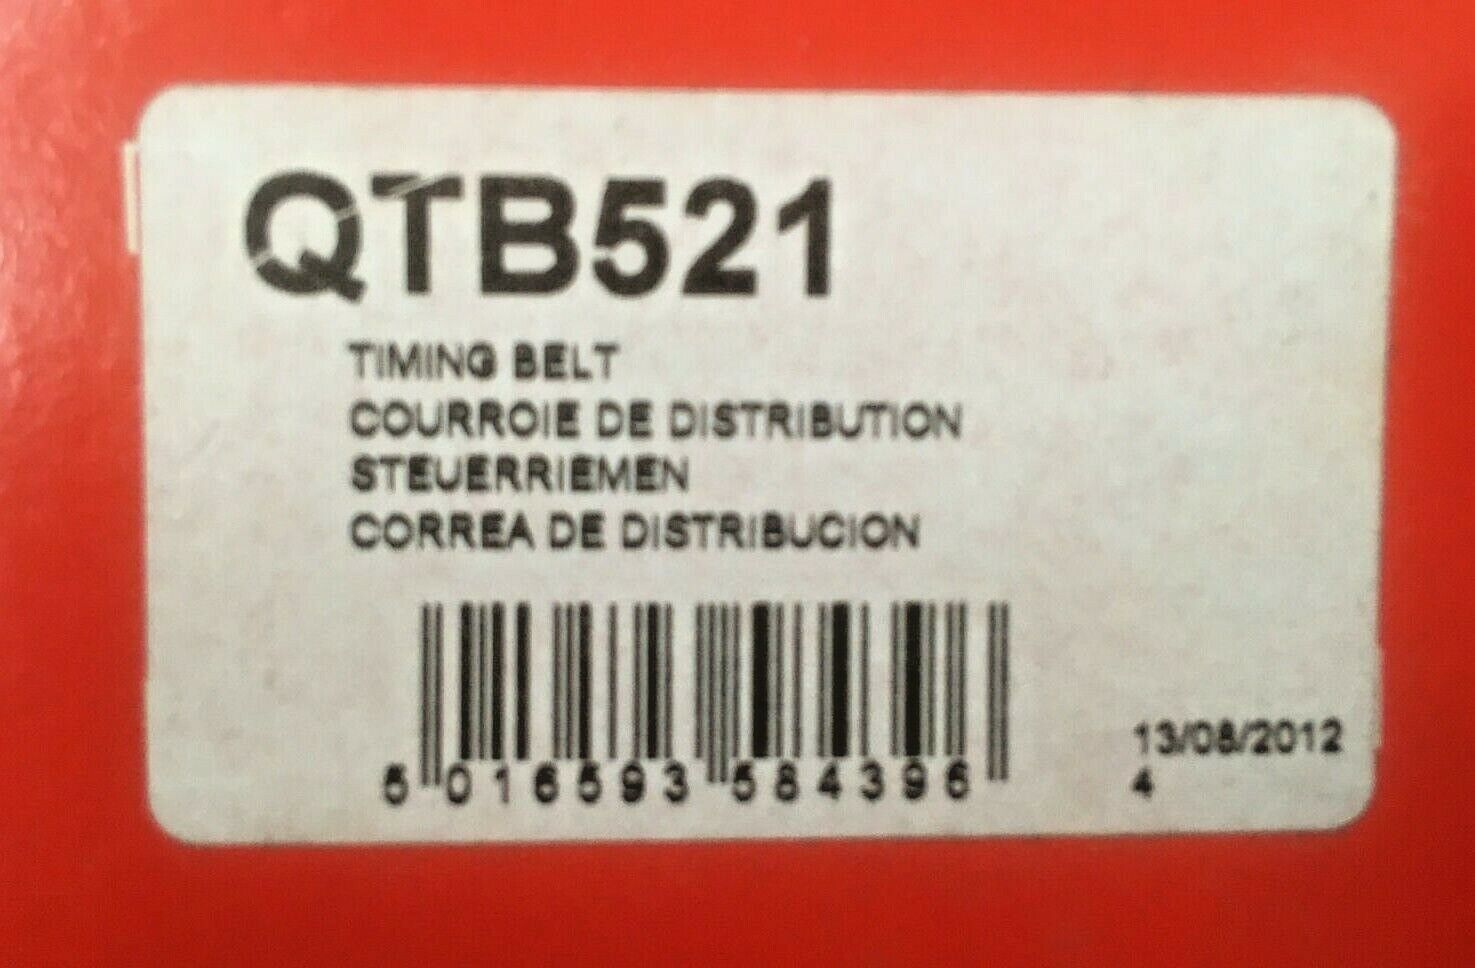 QTB521
TIMING BELT
COURROIE DE DISTRIBUTION
STEUERRIEMEN
CORREA DE DISTRIBUCION
5 016593 584396
13/08/2012
4